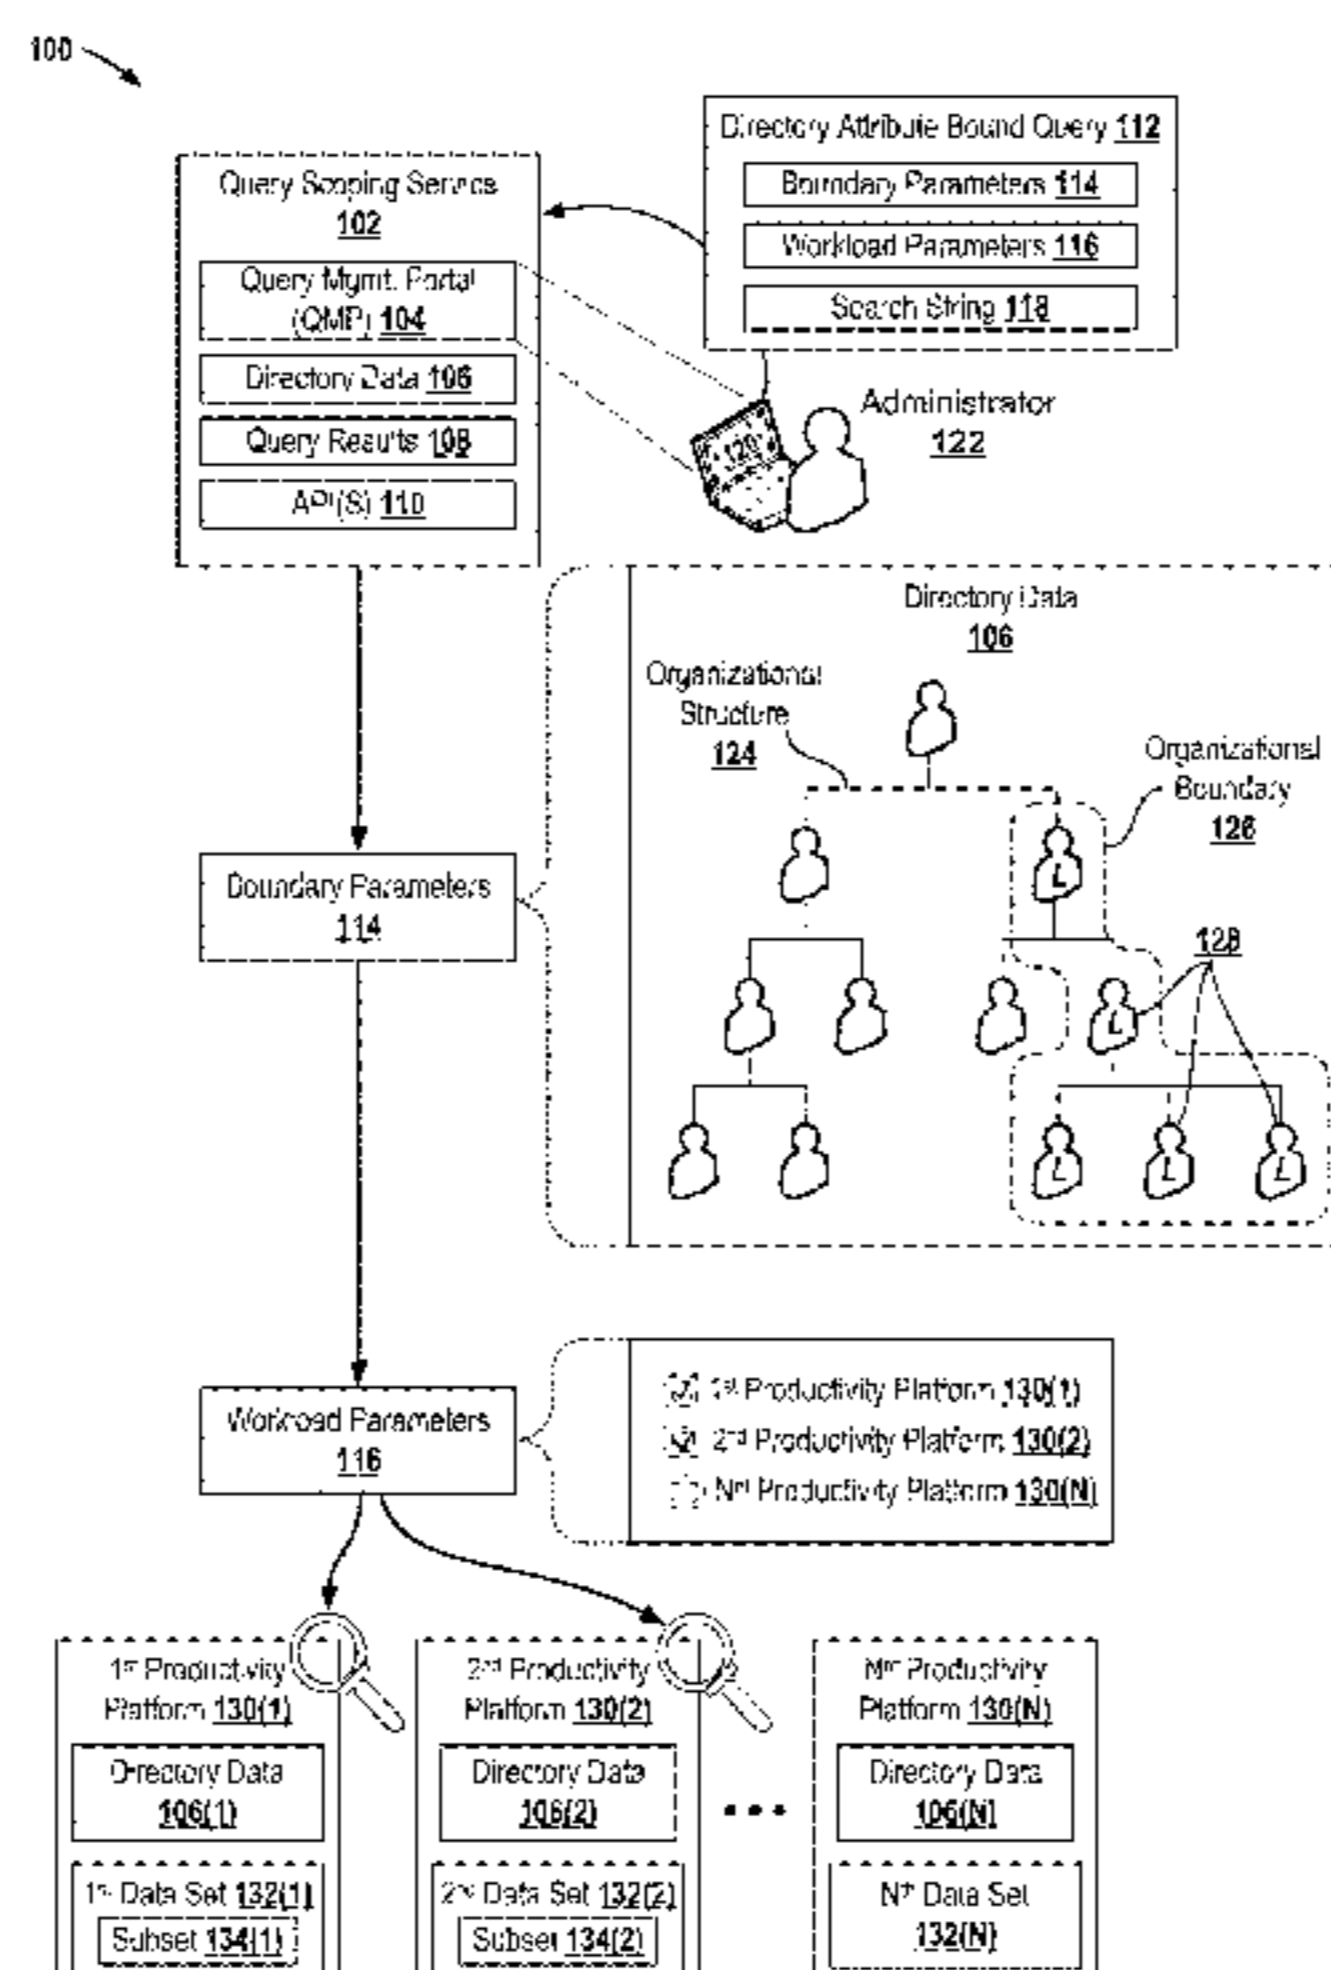 100
Directory Attribute Bound Query 112
Boundary Parameters 114
Workload Parameters 116
Search String 118
Query Scoping Service
102
Query Mgmt. Portal
(QMP) 104
Directory Data 106
Query Results 108
API(S) 110
120
Administrator
122
Directory Data
106
Organizational
Structure
124
Organizational
Boundary
126
L
128
L
L
L
L
Boundary Parameters
114
Workload Parameters
116
1st Productivity Platform 130(1)
2nd Productivity Platform 130(2)
Nth Productivity Platform 130(N)
1st Productivity
Platform 130(1)
Directory Data
106(1)
1st Data Set 132(1)
Subset 134(1)
2nd Productivity
Platform 130(2)
Directory Data
106(2)
2nd Data Set 132(2)
Subset 134(2)
Nth Productivity
Platform 130(N)
Directory Data
106(N)
Nth Data Set
132(N)